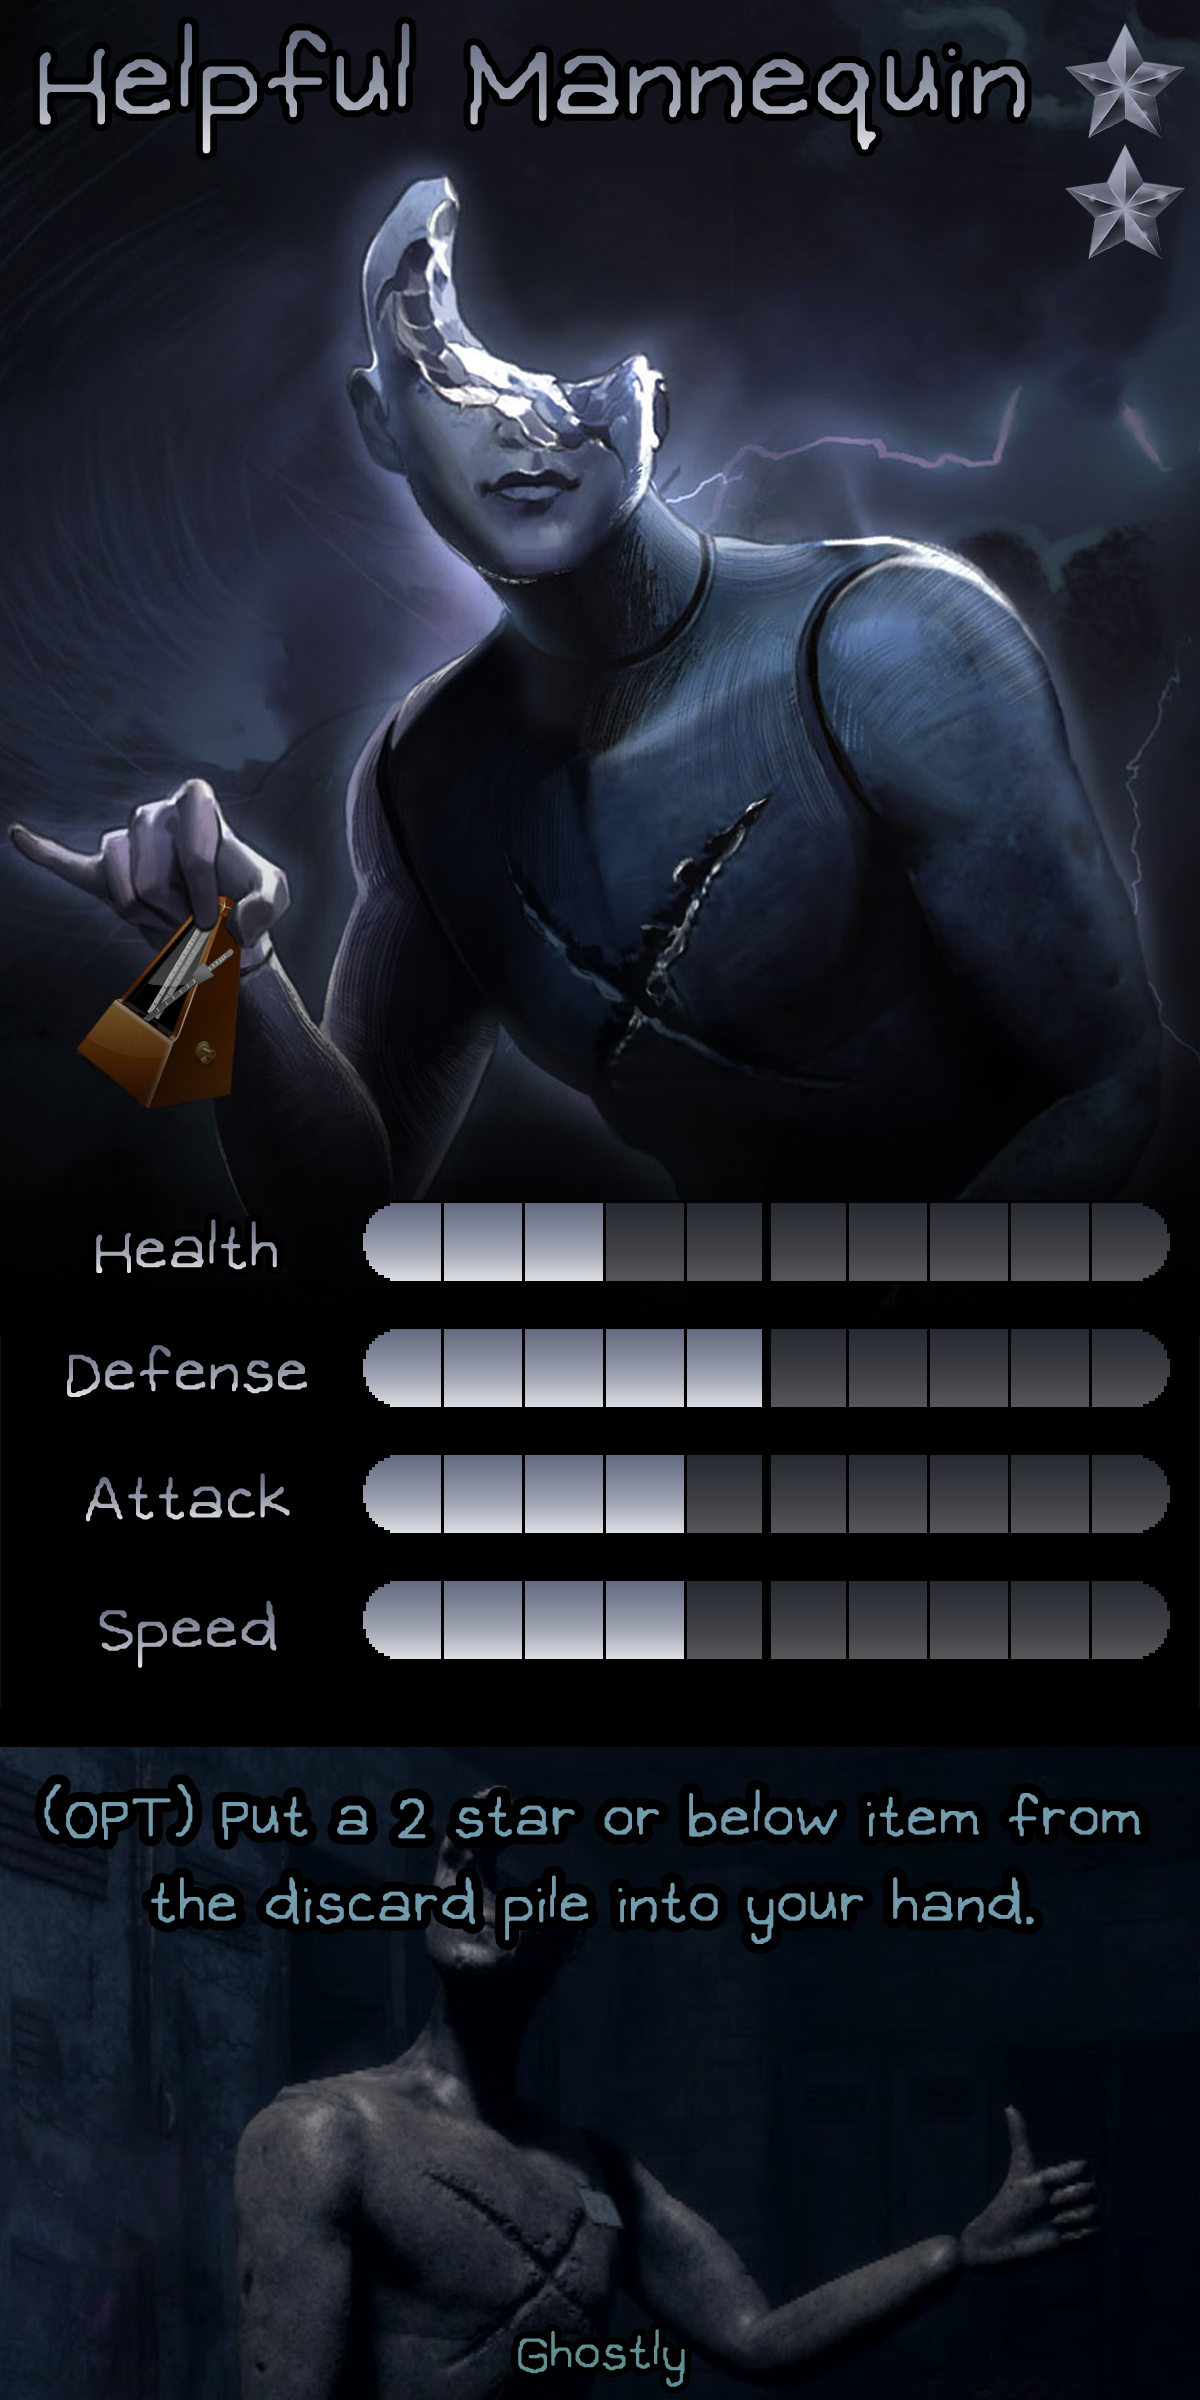 Helpful Mannequin
Health
Defense
Attack
Speed
(OPT) Put a 2 star or below item from
the discard pile into your hand.
Ghostly